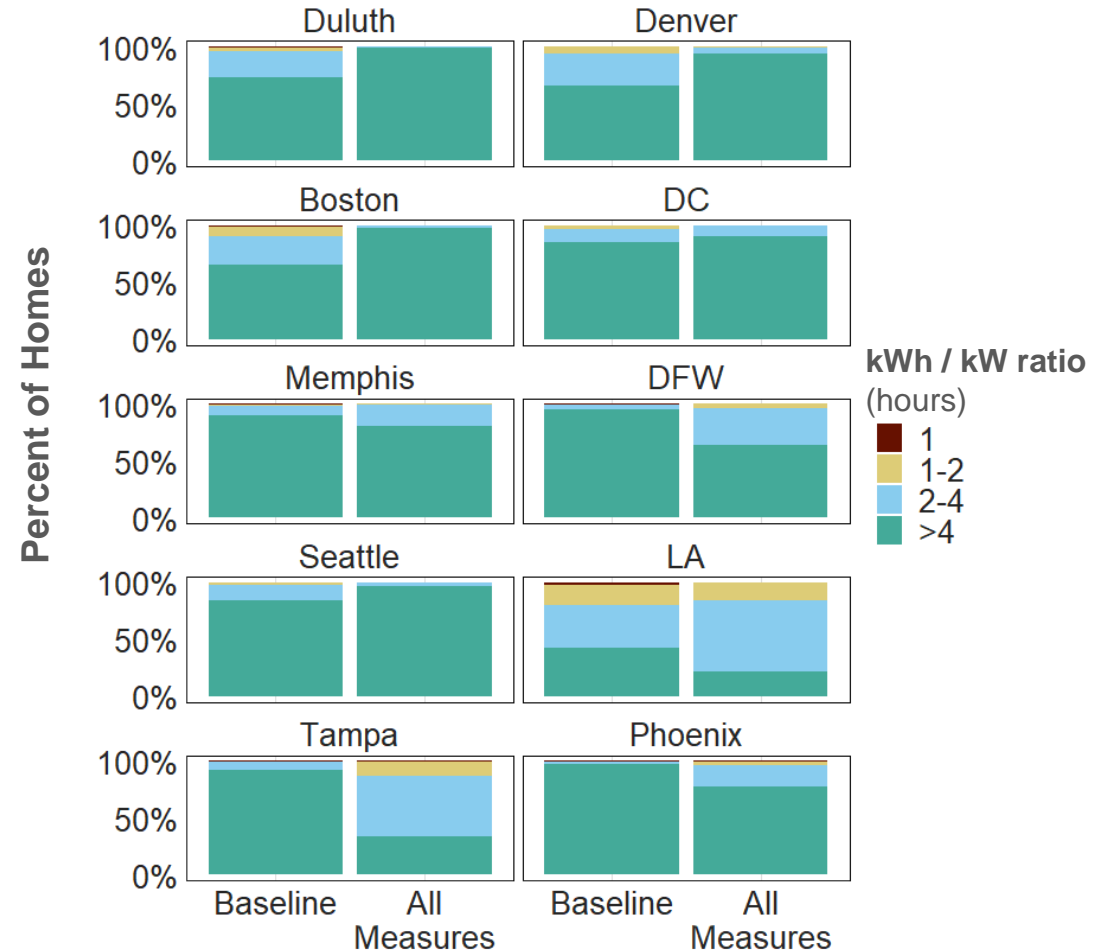 Percent of Homes
Duluth
Denver
100%
50%
0%
Boston
DC
100%
50%
0%
Memphis
DFW
100%
50%
0%
Seattle
LA
100%
50%
0%
Tampa
Phoenix
100%
50%
0%
Baseline
All
Measures
Baseline
All
Measures
kWh / kW ratio
(hours)
1
1-2
2-4
>4